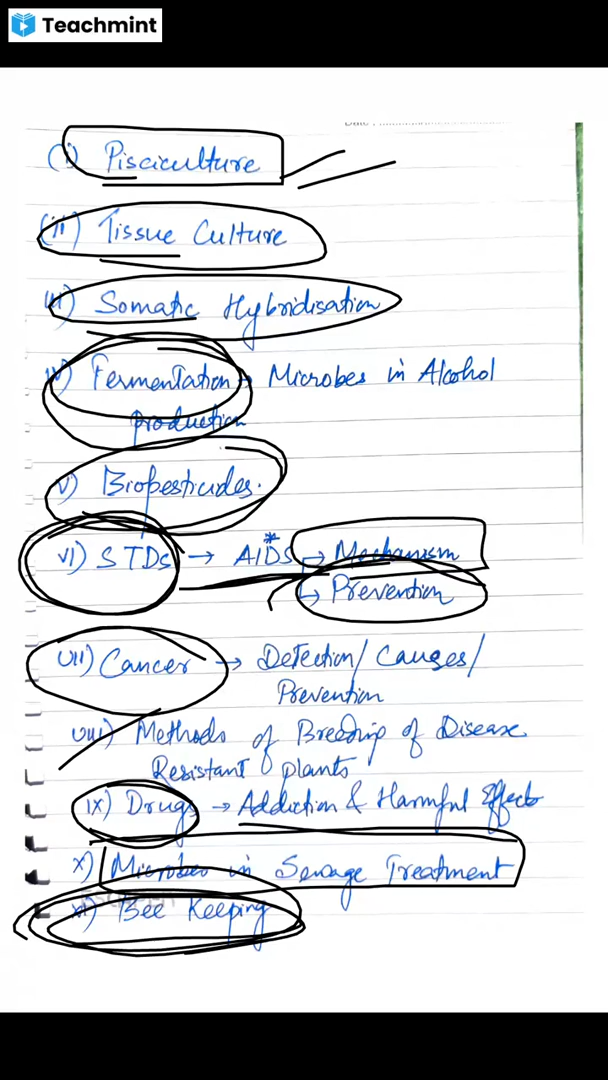 Teachmint
(i) Pisciculture
(ii) Tissue Culture
iii) Somatic Hybridisation
iv) Fermentation → Microbes in Alcohol
production
v) Biopesticides.
vi) STDs → AIDS* → Mechanism
↳ Prevention
vii) Cancer → Detection/Causes/
Prevention
viii) Methods of Breeding of Disease
Resistant plants
ix) Drugs → Addiction & Harmful Effects
x) Microbes in Sewage Treatment
xi) Bee Keeping